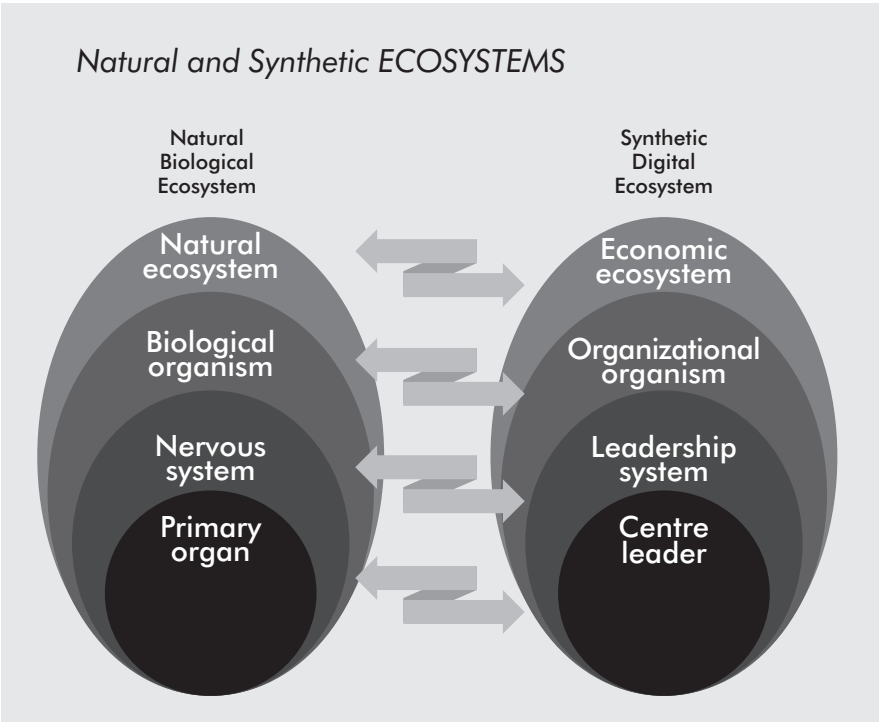 Natural and Synthetic ECOSYSTEMS
Natural
Biological
Ecosystem
Synthetic
Digital
Ecosystem
Natural
ecosystem
Economic
ecosystem
Biological
organism
Organizational
organism
Nervous
system
Leadership
system
Primary
organ
Centre
leader